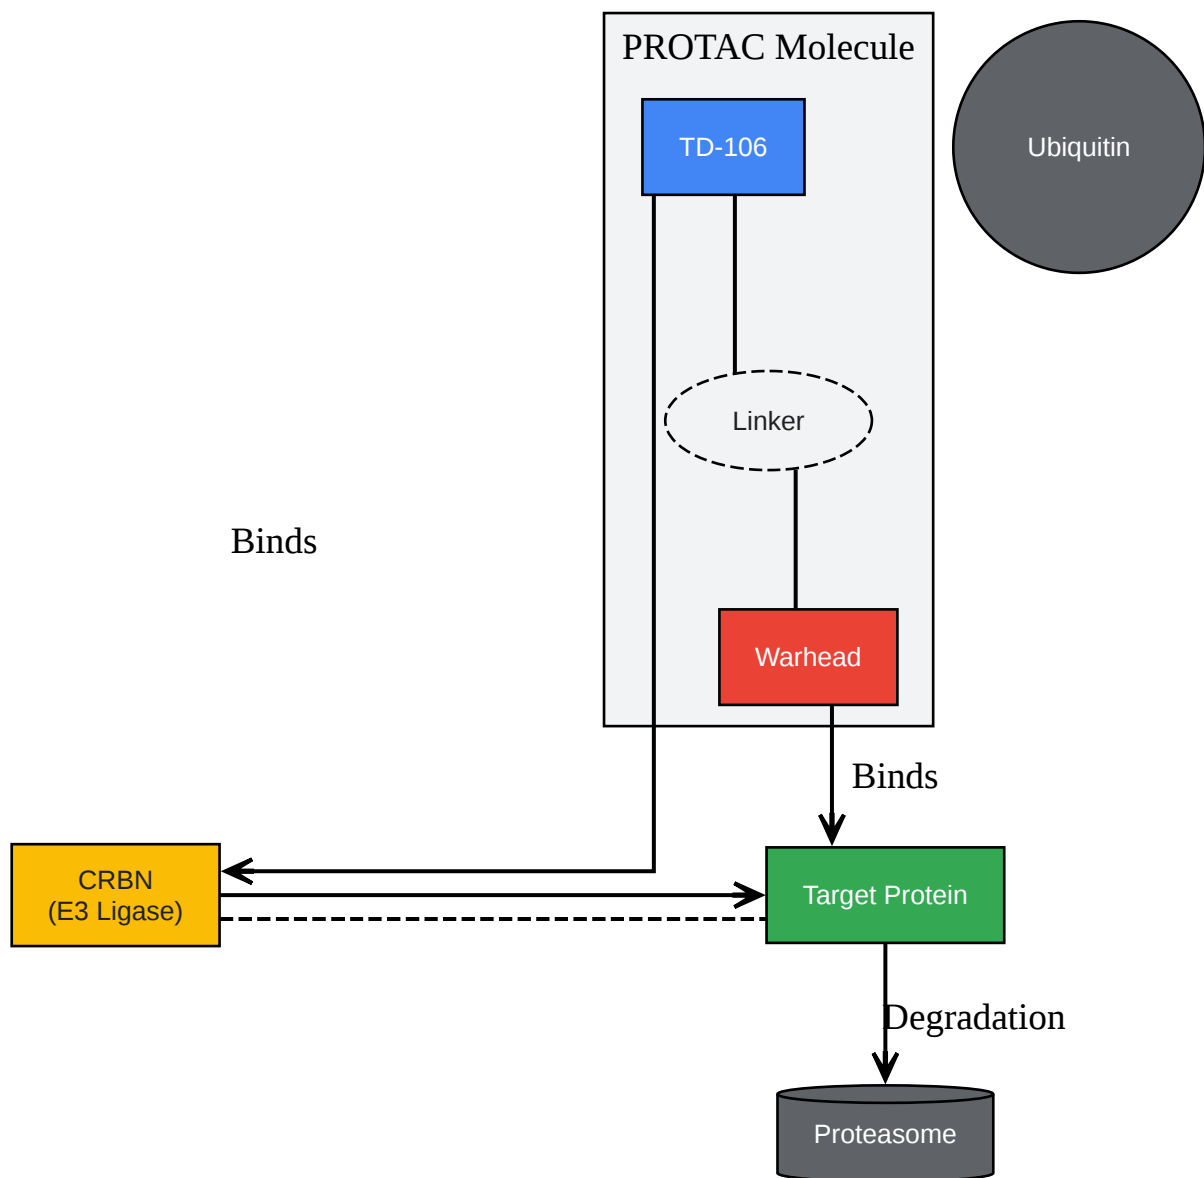 PROTAC Molecule
TD-106
Ubiquitin
Linker
Binds
Warhead
Binds
CRBN
(E3 Ligase)
Target Protein
Degradation
Proteasome